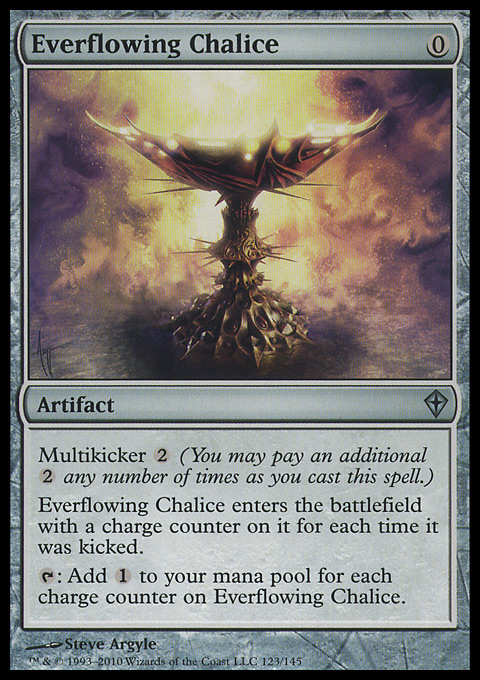 Everflowing Chalice 0
Artifact
Multikicker 2 (You may pay an additional
2 any number of times as you cast this spell.)
Everflowing Chalice enters the battlefield
with a charge counter on it for each time it
was kicked.
: Add 1 to your mana pool for each
charge counter on Everflowing Chalice.
Steve Argyle
™ & © 1993–2010 Wizards of the Coast LLC 123/145